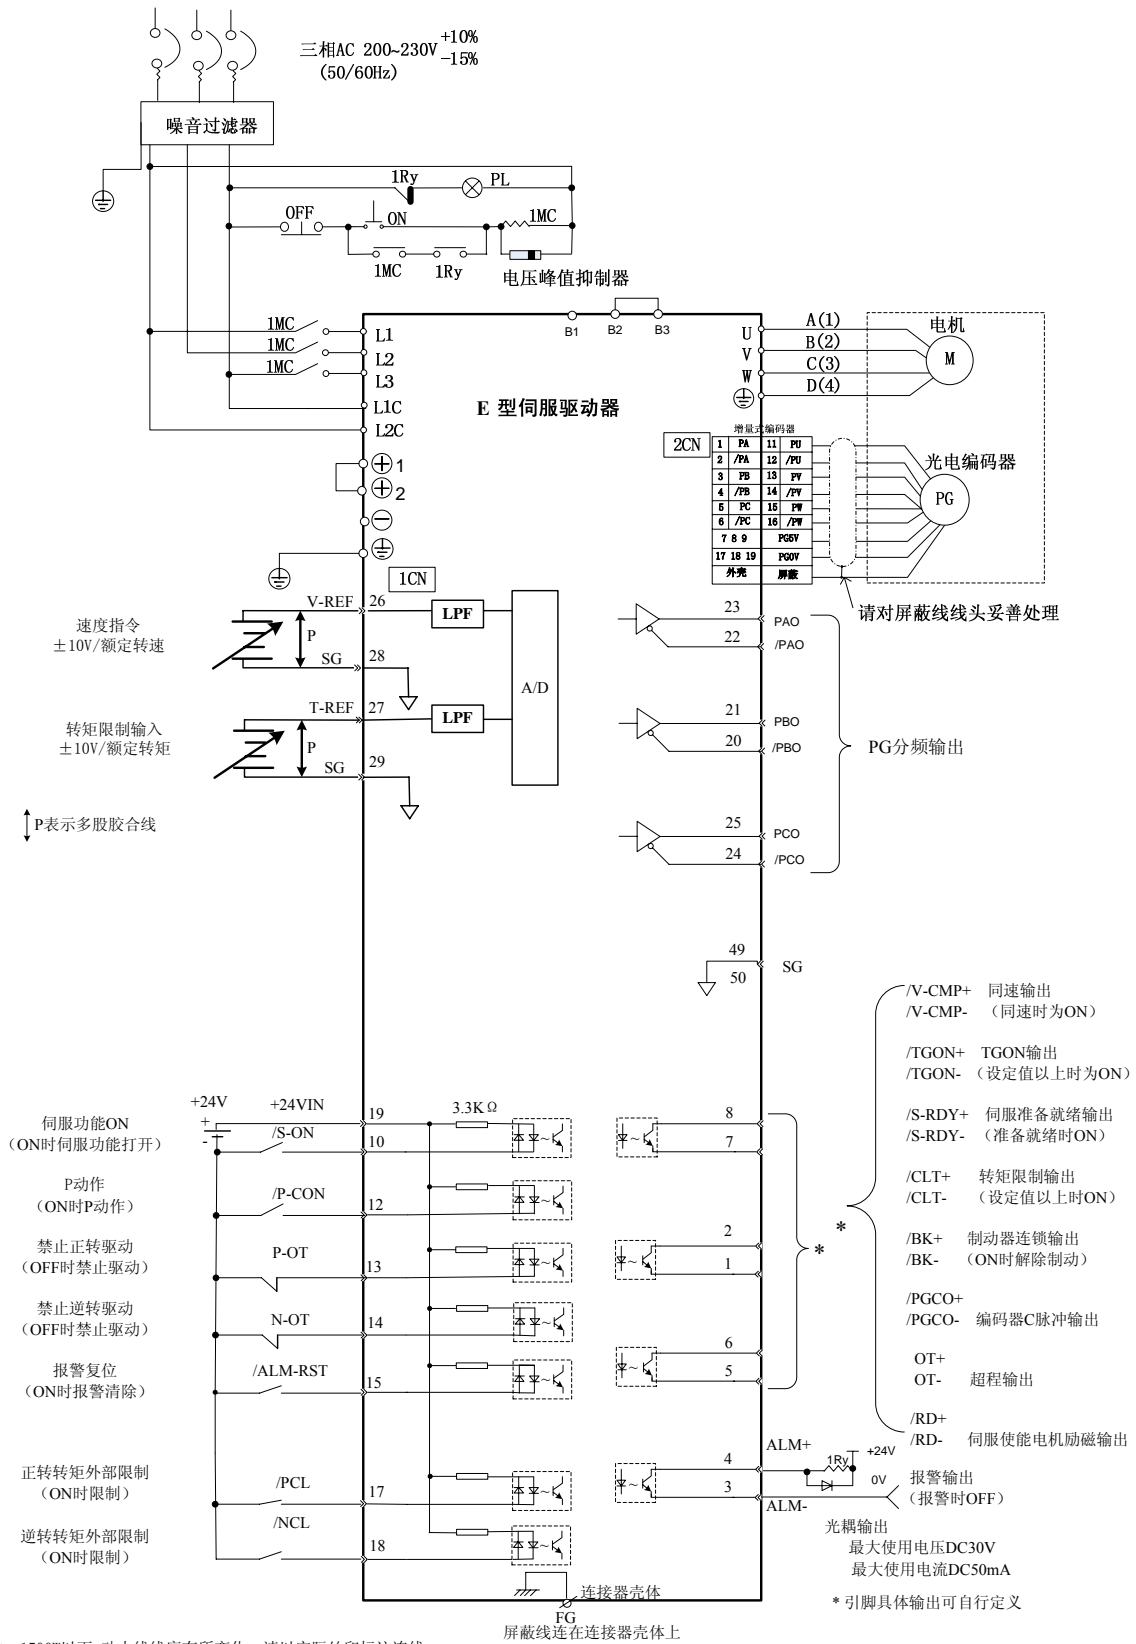 三相AC 200~230V +10% -15%
(50/60Hz)
噪音过滤器
1Ry
PL
OFF
ON
1MC
1MC
1Ry
电压峰值抑制器
B1
B2
B3
1MC
L1
1MC
L2
1MC
L3
L1C
L2C
E 型伺服驱动器
U
V
W
A(1)
B(2)
C(3)
D(4)
电机
M
增量式编码器
2CN
1 PA 11 PU
2 /PA 12 /PU
3 PB 13 PV
4 /PB 14 /PV
5 PC 15 PW
6 /PC 16 /PW
7 8 9 PG5V
17 18 19 PG0V
外壳 屏蔽
光电编码器
PG
请对屏蔽线线头妥善处理
1
2
1CN
速度指令
±10V/额定转速
V-REF
26
P
SG
28
LPF
A/D
转矩限制输入
±10V/额定转矩
T-REF
27
P
SG
29
LPF
P表示多股胶合线
23
PAO
22
/PAO
21
PBO
20
/PBO
25
PCO
24
/PCO
PG分频输出
49
50
SG
+24V
+
-
+24VIN
19
3.3KΩ
伺服功能ON
(ON时伺服功能打开)
/S-ON
10
P动作
(ON时P动作)
/P-CON
12
禁止正转驱动
(OFF时禁止驱动)
P-OT
13
禁止逆转驱动
(OFF时禁止驱动)
N-OT
14
报警复位
(ON时报警清除)
/ALM-RST
15
正转转矩外部限制
(ON时限制)
/PCL
17
逆转转矩外部限制
(ON时限制)
/NCL
18
8
7
2
1
6
5
4
3
*
*
/V-CMP+ 同速输出
/V-CMP- (同速时为ON)
/TGON+ TGON输出
/TGON- (设定值以上时为ON)
/S-RDY+ 伺服准备就绪输出
/S-RDY- (准备就绪时ON)
/CLT+ 转矩限制输出
/CLT- (设定值以上时ON)
/BK+ 制动器连锁输出
/BK- (ON时解除制动)
/PGCO+
/PGCO- 编码器C脉冲输出
OT+
OT- 超程输出
/RD+
/RD- 伺服使能电机励磁输出
ALM+
1Ry
+24V
0V
ALM-
报警输出
(报警时OFF)
光耦输出
最大使用电压DC30V
最大使用电流DC50mA
* 引脚具体输出可自行定义
连接器壳体
FG
屏蔽线连在连接器壳体上